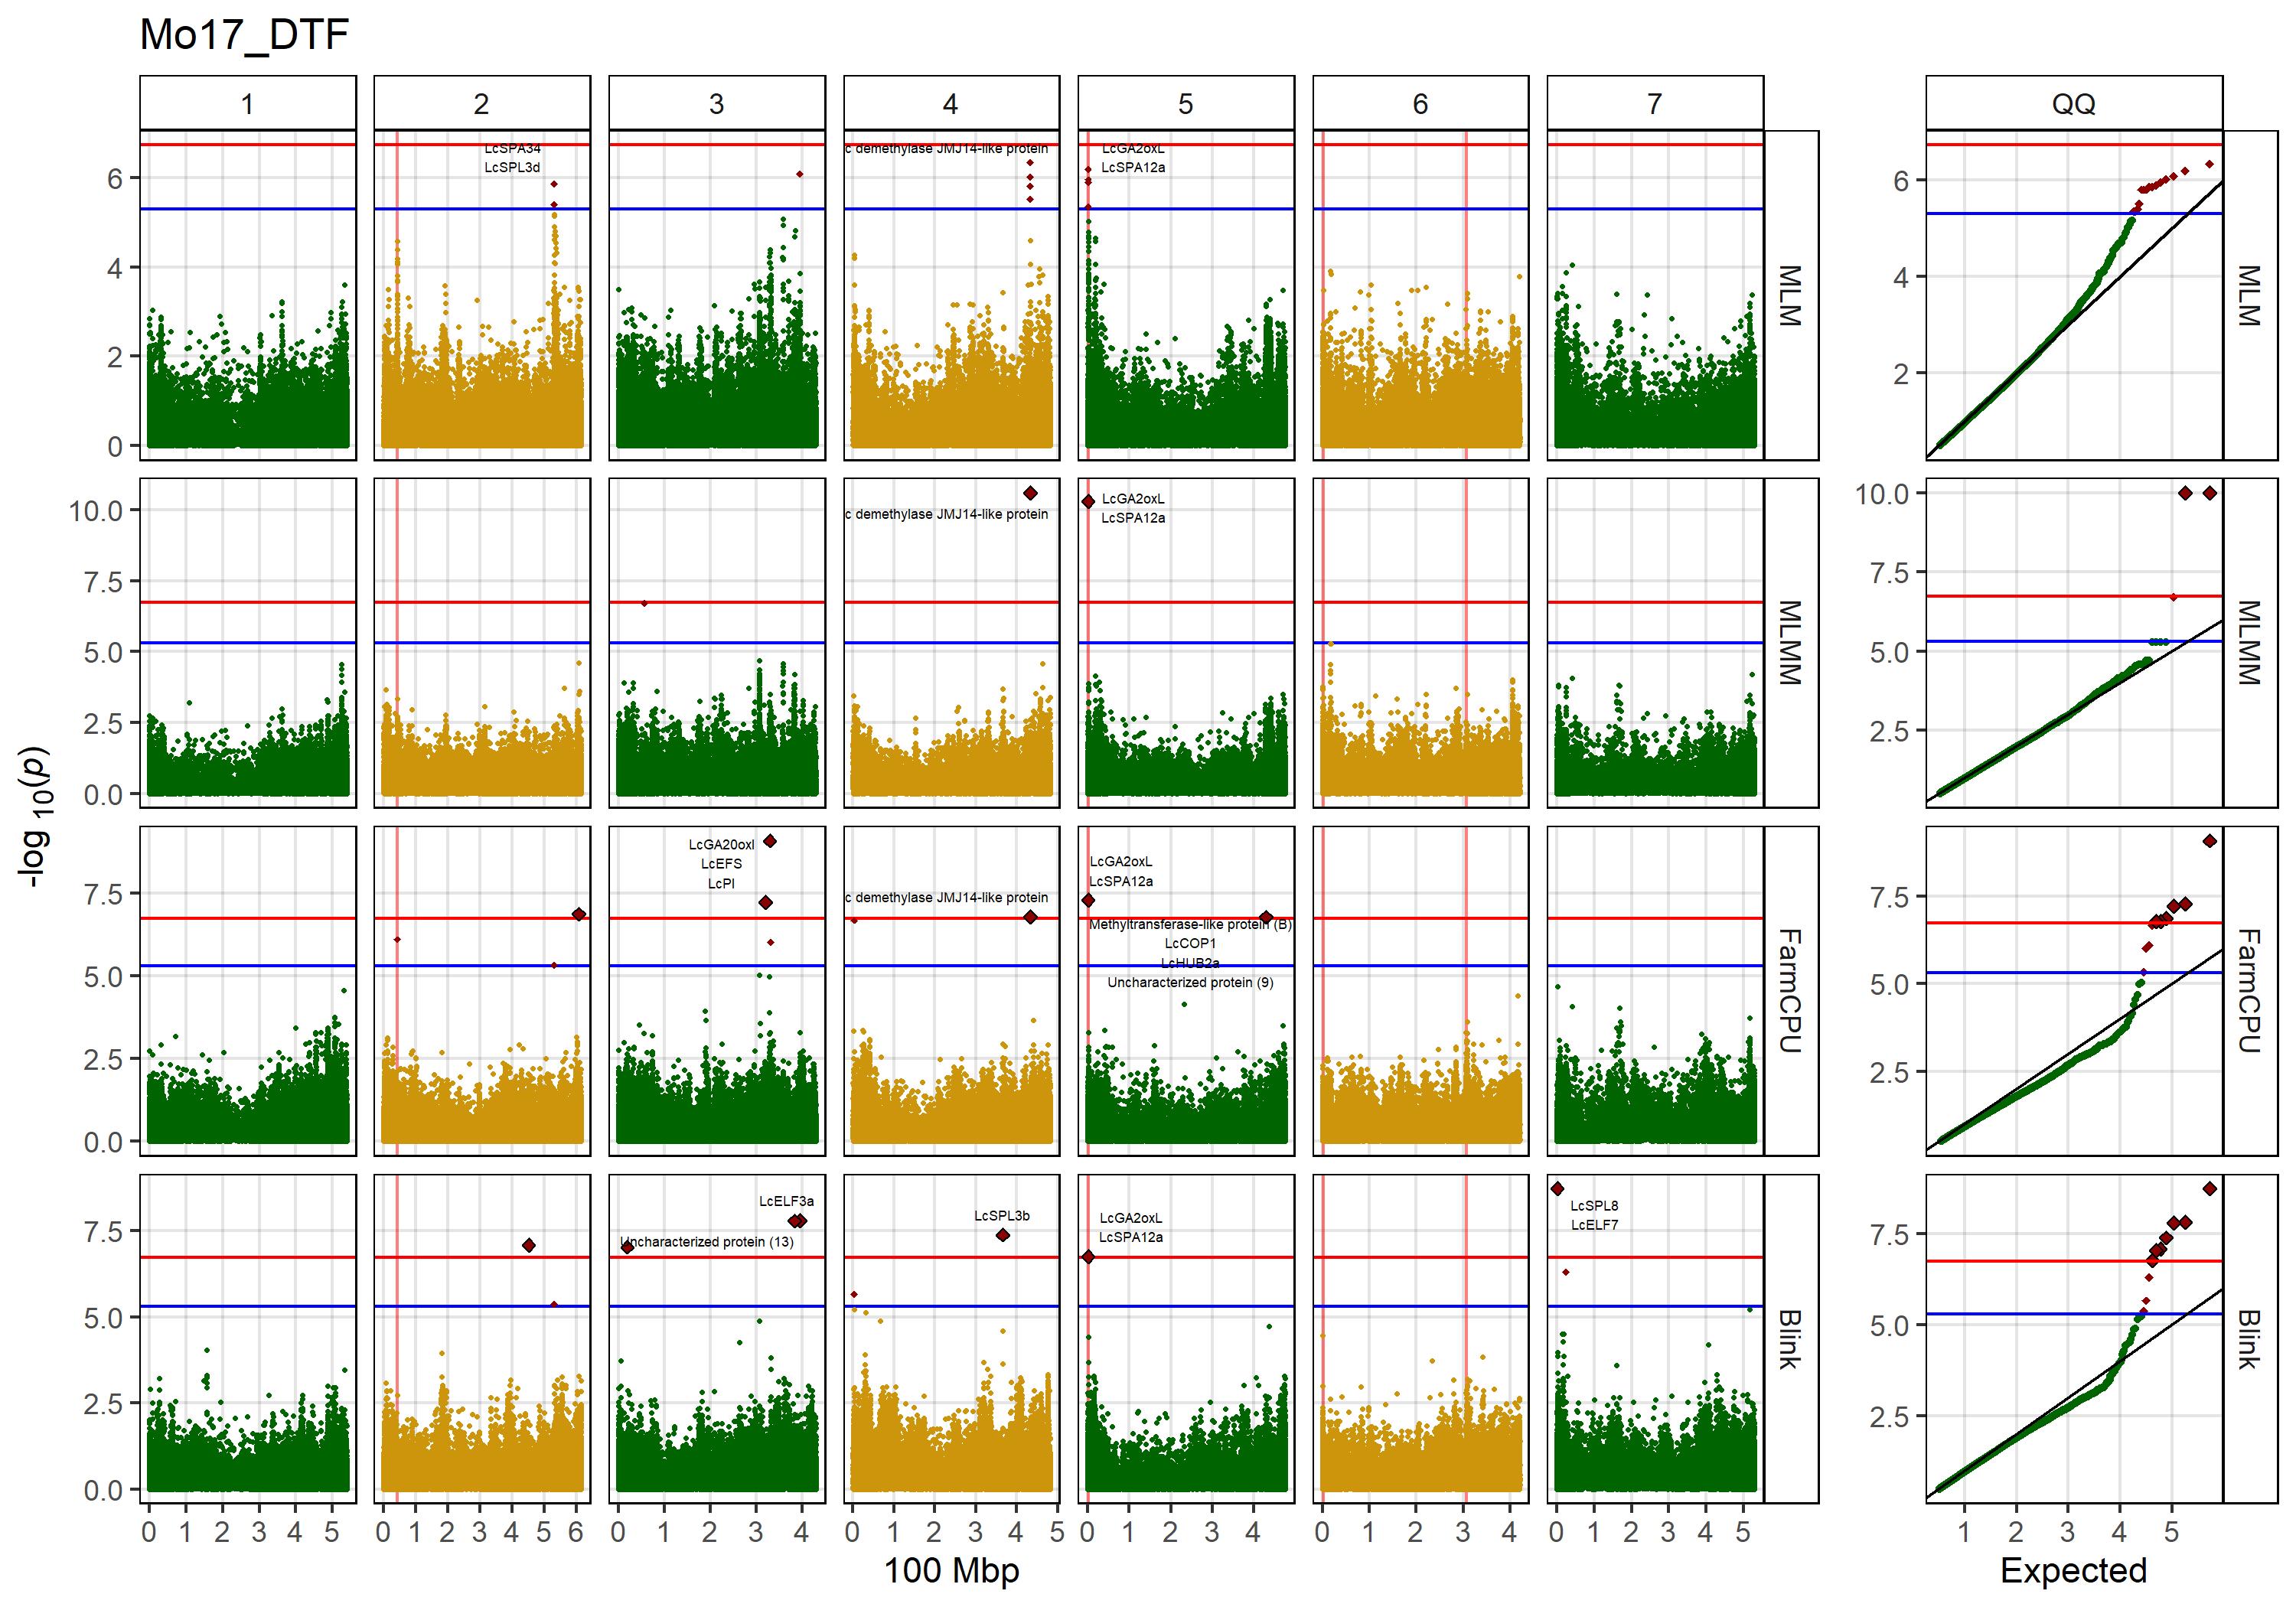 Mo17_DTF
1 2 3 4 5 6 7 QQ
LcSPA34
LcSPL3d
c demethylase JMJ14-like protein
LcGA2oxL
LcSPA12a
6
4
2
0
MLM
6
4
2
MLM
c demethylase JMJ14-like protein
LcGA2oxL
LcSPA12a
10.0
7.5
5.0
2.5
0.0
MLMM
10.0
7.5
5.0
2.5
MLMM
LcGA20oxI
LcEFS
LcPI
c demethylase JMJ14-like protein
LcGA2oxL
LcSPA12a
Methyltransferase-like protein (B)
LcCOP1
LcHUB2a
Uncharacterized protein (9)
7.5
5.0
2.5
0.0
FarmCPU
7.5
5.0
2.5
FarmCPU
LcELF3a
Uncharacterized protein (13)
LcSPL3b
LcGA2oxL
LcSPA12a
LcSPL8
LcELF7
7.5
5.0
2.5
0.0
Blink
7.5
5.0
2.5
Blink
-log 10(p)
0 1 2 3 4 5
0 1 2 3 4 5 6
0 1 2 3 4
0 1 2 3 4 5
0 1 2 3 4
0 1 2 3 4
0 1 2 3 4 5
1 2 3 4 5
100 Mbp
Expected